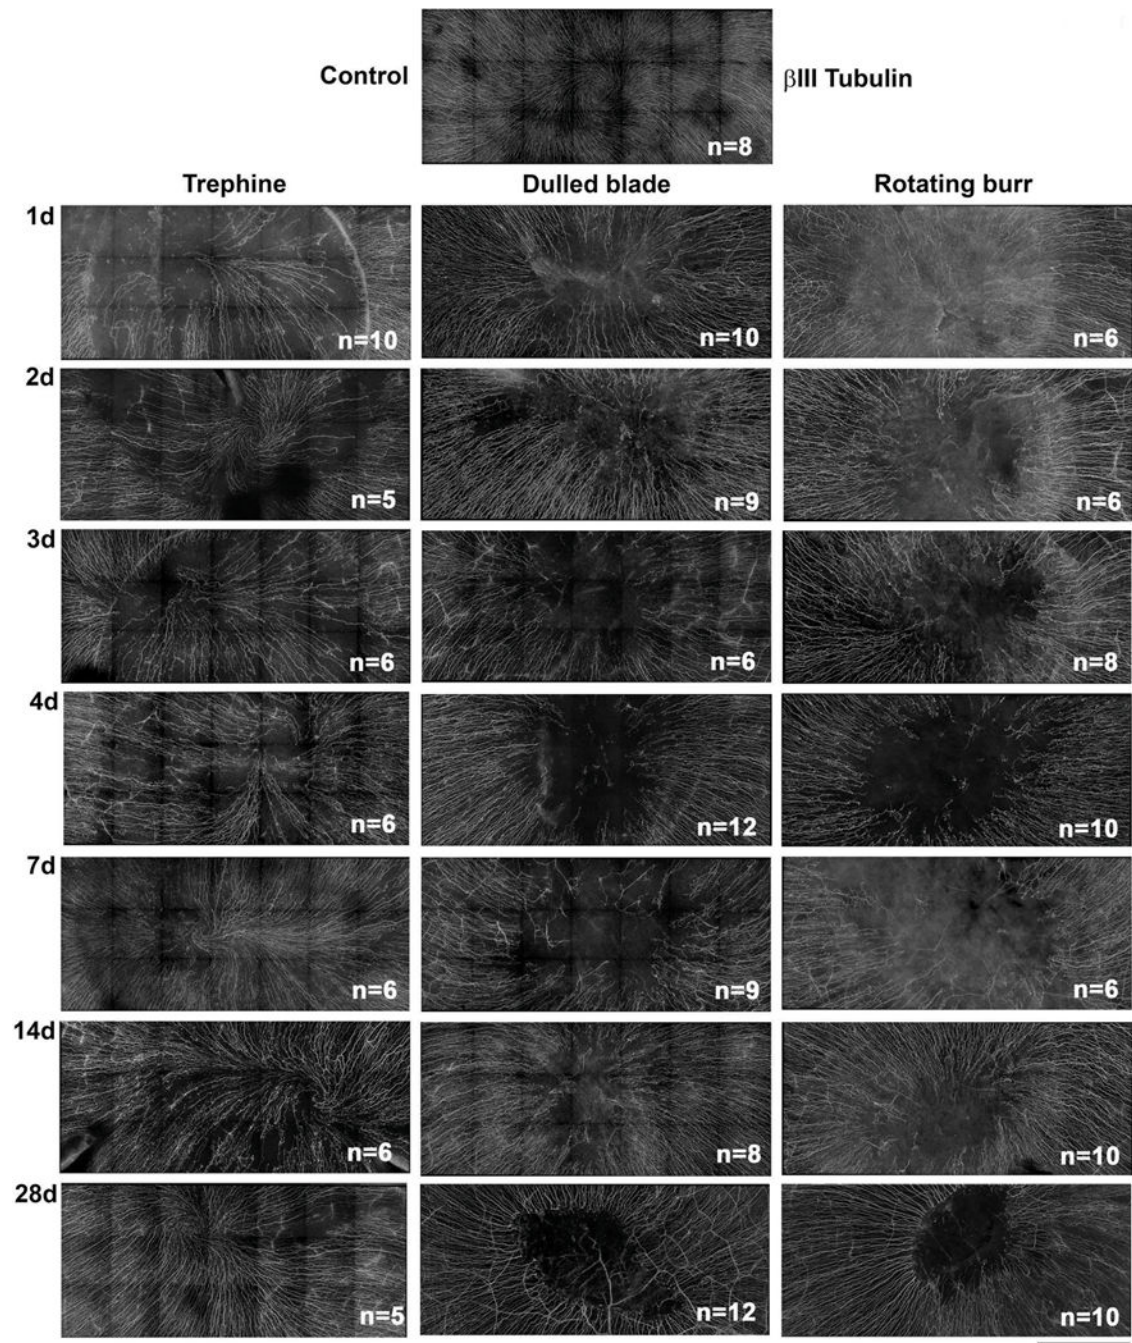 Control
βIII Tubulin
n=8
Trephine
Dulled blade
Rotating burr
1d
n=10
n=10
n=6
2d
n=5
n=9
n=6
3d
n=6
n=6
n=8
4d
n=6
n=12
n=10
7d
n=6
n=9
n=6
14d
n=6
n=8
n=10
28d
n=5
n=12
n=10